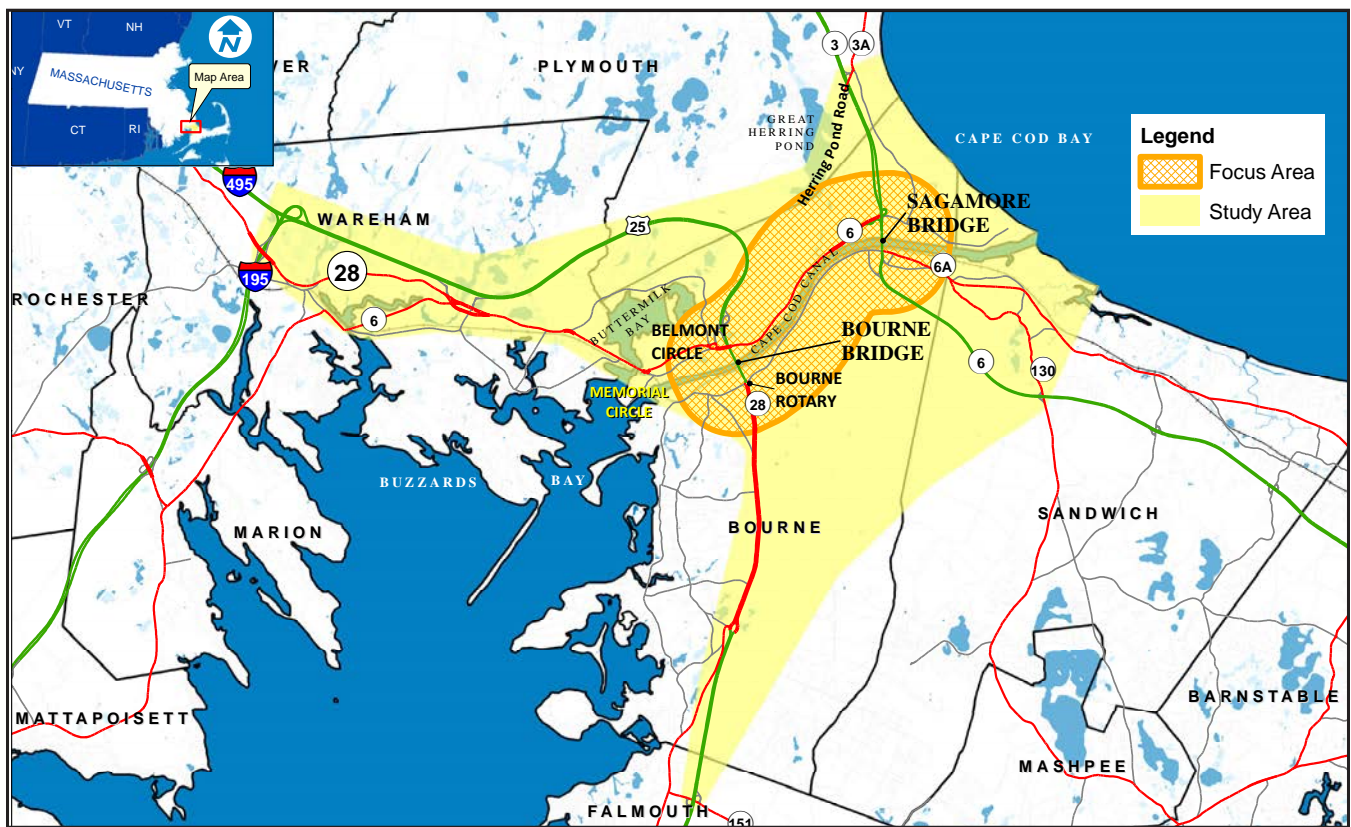 VT
NH
N
NY
MASSACHUSETTS
Map Area
CT
RI
VER
PLYMOUTH
3
3A
Herring Pond Road
GREAT
HERRING
POND
CAPE COD BAY
Legend
Focus Area
Study Area
495
WAREHAM
25
SAGAMORE
BRIDGE
6
6A
195
28
ROCHESTER
6
BUTTERMILK
BAY
BELMONT
CIRCLE
CAPE COD CANAL
BOURNE
BRIDGE
BOURNE
ROTARY
MEMORIAL
CIRCLE
28
6
130
BUZZARDS BAY
MARION
BOURNE
SANDWICH
MATTAPOISETT
BARNSTABLE
MASHPEE
FALMOUTH
151